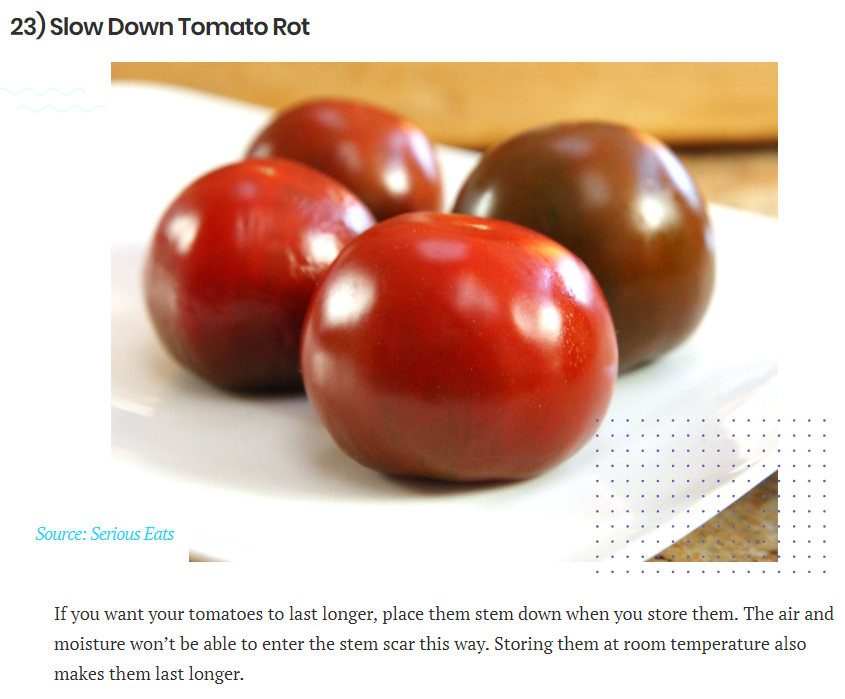 23) Slow Down Tomato Rot
Source: Serious Eats
If you want your tomatoes to last longer, place them stem down when you store them. The air and
moisture won’t be able to enter the stem scar this way. Storing them at room temperature also
makes them last longer.